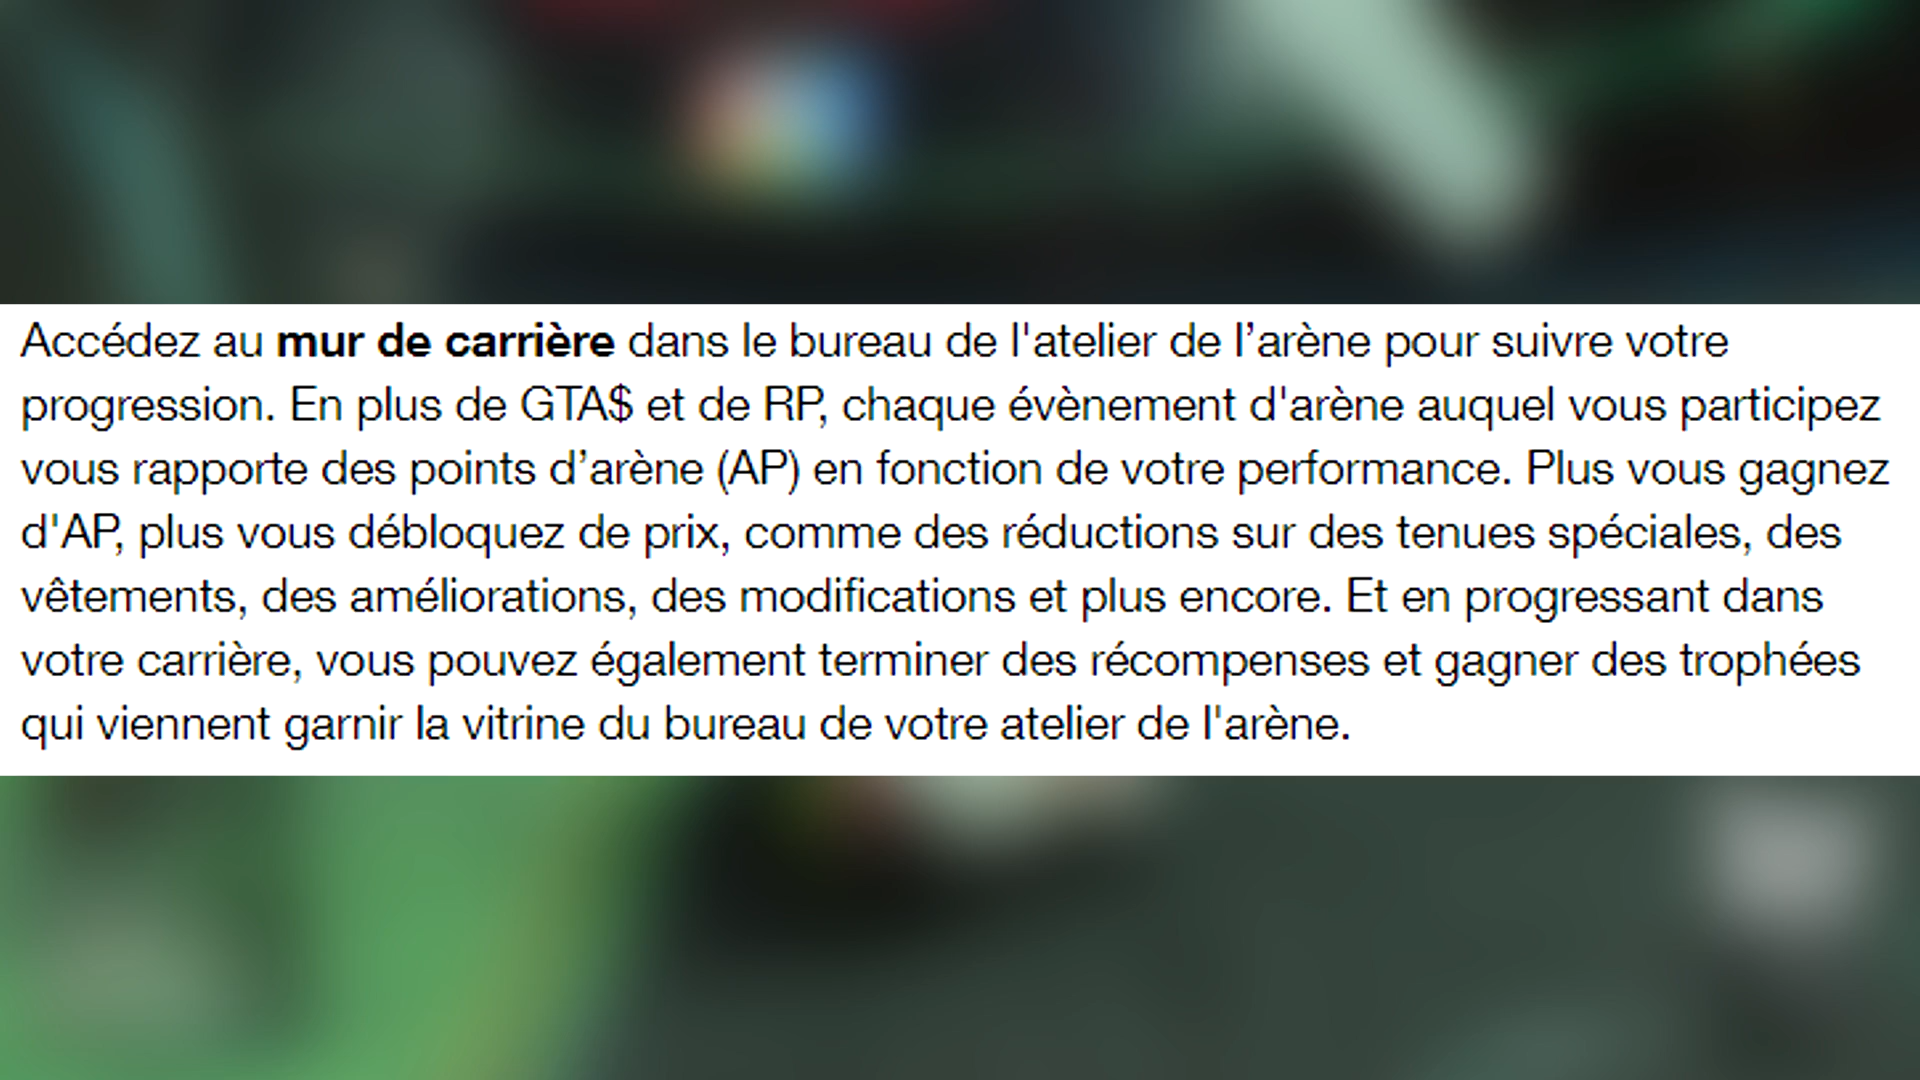 Accédez au mur de carrière dans le bureau de l'atelier de l’arène pour suivre votre
progression. En plus de GTA$ et de RP, chaque évènement d'arène auquel vous participez
vous rapporte des points d’arène (AP) en fonction de votre performance. Plus vous gagnez
d'AP, plus vous débloquez de prix, comme des réductions sur des tenues spéciales, des
vêtements, des améliorations, des modifications et plus encore. Et en progressant dans
votre carrière, vous pouvez également terminer des récompenses et gagner des trophées
qui viennent garnir la vitrine du bureau de votre atelier de l'arène.